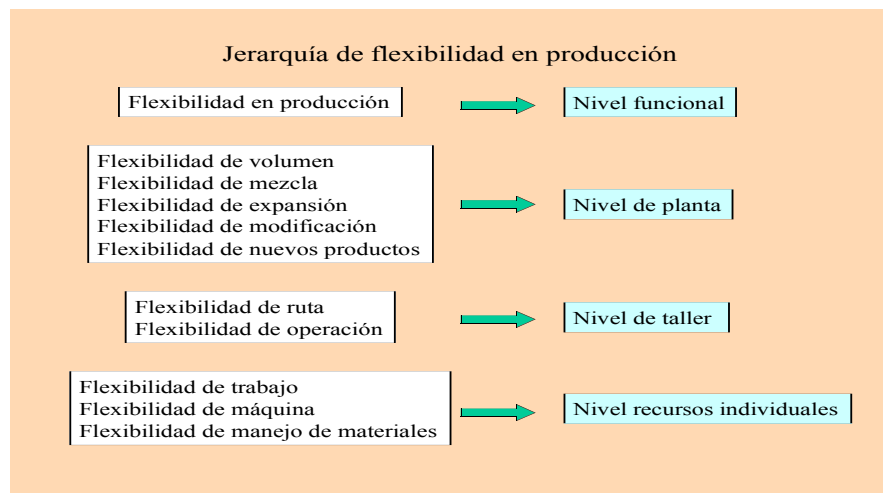 Jerarquía de flexibilidad en producción
Flexibilidad en producción
Nivel funcional
Flexibilidad de volumen
Flexibilidad de mezcla
Flexibilidad de expansión
Flexibilidad de modificación
Flexibilidad de nuevos productos
Nivel de planta
Flexibilidad de ruta
Flexibilidad de operación
Nivel de taller
Flexibilidad de trabajo
Flexibilidad de máquina
Flexibilidad de manejo de materiales
Nivel recursos individuales